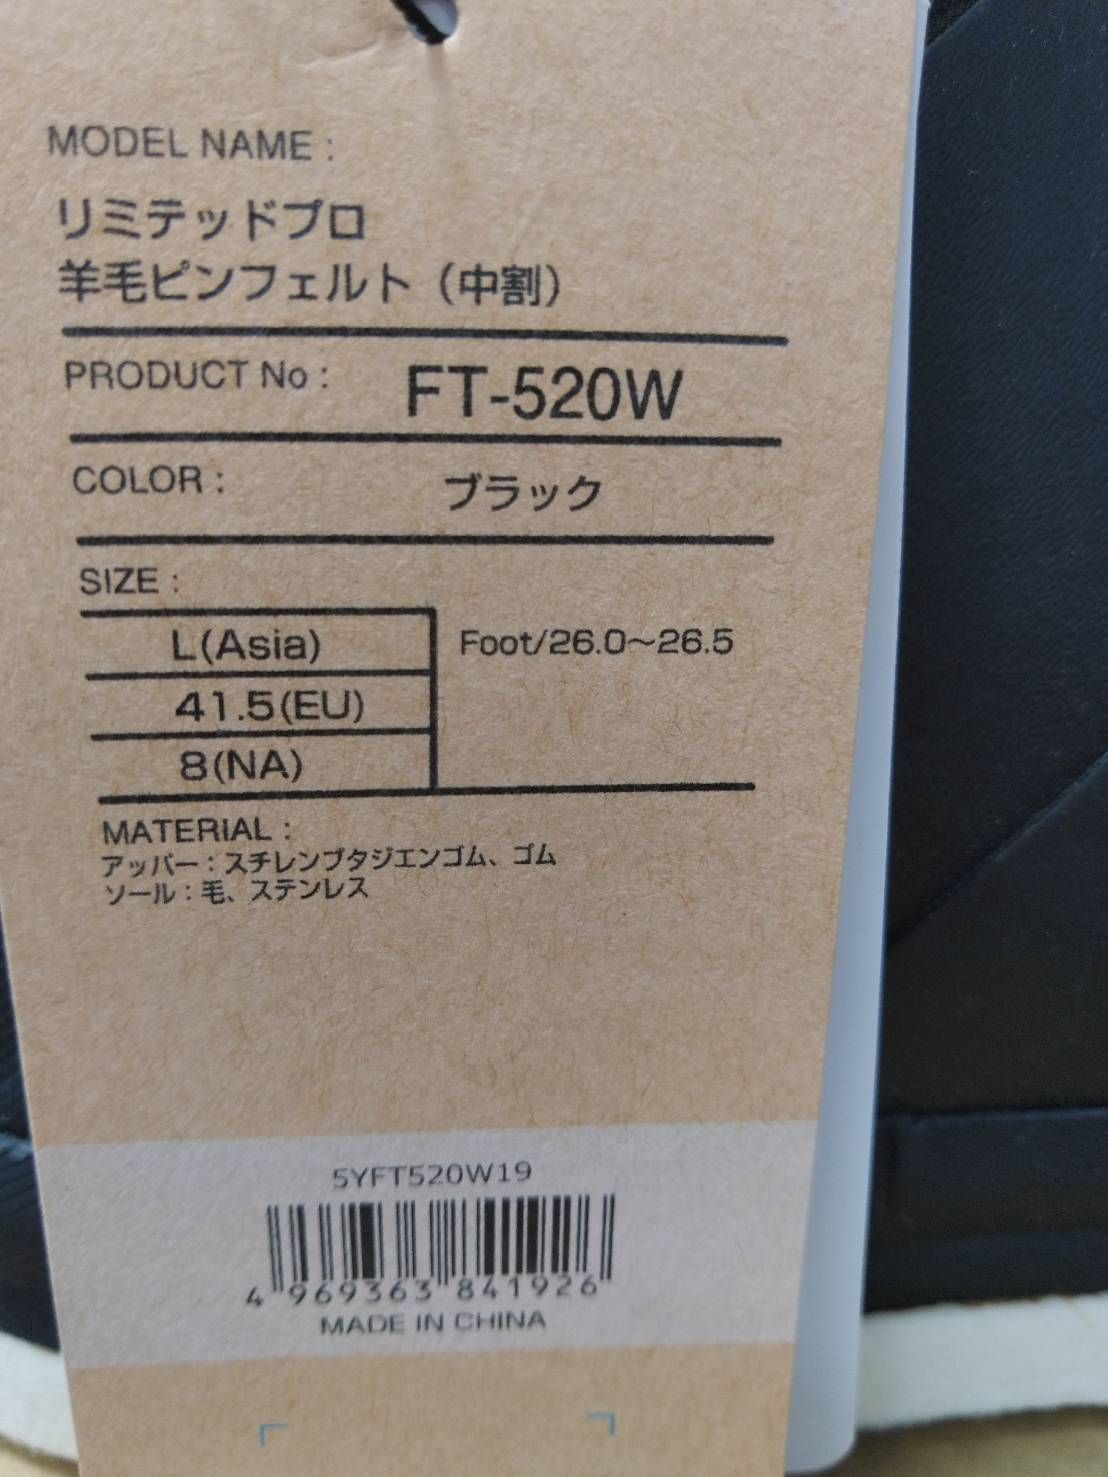 MODEL NAME :
リミテッドプロ
羊毛ピンフェルト（中割）
PRODUCT No : FT-520W
COLOR : ブラック
SIZE :
L(Asia) Foot/26.0〜26.5
41.5(EU)
8(NA)
MATERIAL :
アッパー：スチレンブタジエンゴム、ゴム
ソール：毛、ステンレス
5YFT520W19
4 969363 841926
MADE IN CHINA